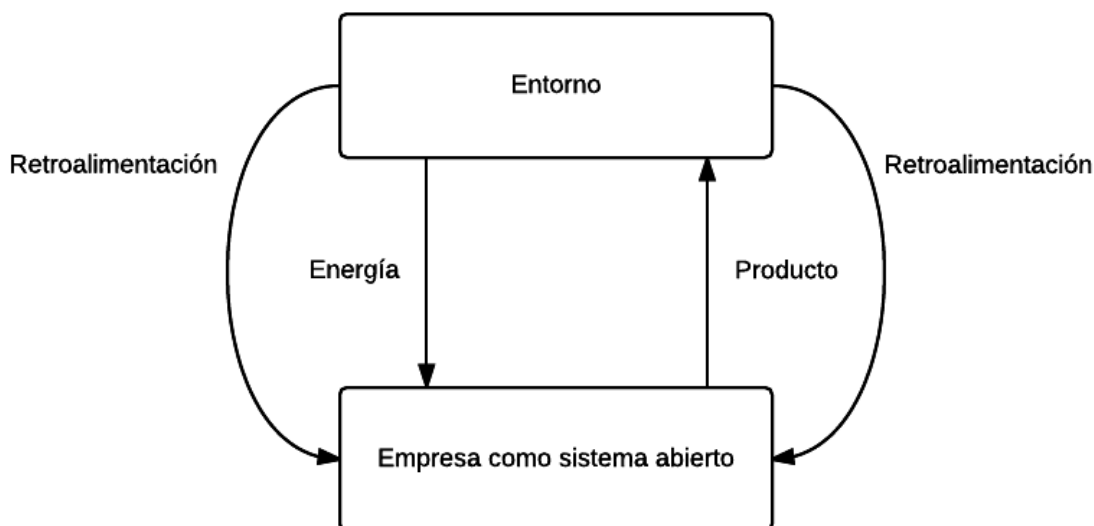 Entorno
Retroalimentación
Retroalimentación
Energía
Producto
Empresa como sistema abierto